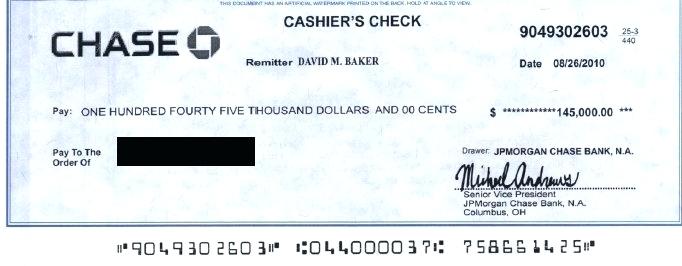 THIS DOCUMENT HAS AN ARTIFICIAL WATERMARK PRINTED ON THE BACK. HOLD AT ANGLE TO VIEW.
CASHIER'S CHECK
CHASE
9049302603 25-3
440
Remitter DAVID M. BAKER
Date 08/26/2010
Pay: ONE HUNDRED FOURTY FIVE THOUSAND DOLLARS AND 00 CENTS $ ************145,000.00 ***
Pay To The
Order Of
Drawer: JPMORGAN CHASE BANK, N.A.
Michael Andrews
Senior Vice President
JPMorgan Chase Bank, N.A.
Columbus, OH
⑈9049302603⑈ ⑆044000037⑆ 758661425⑈